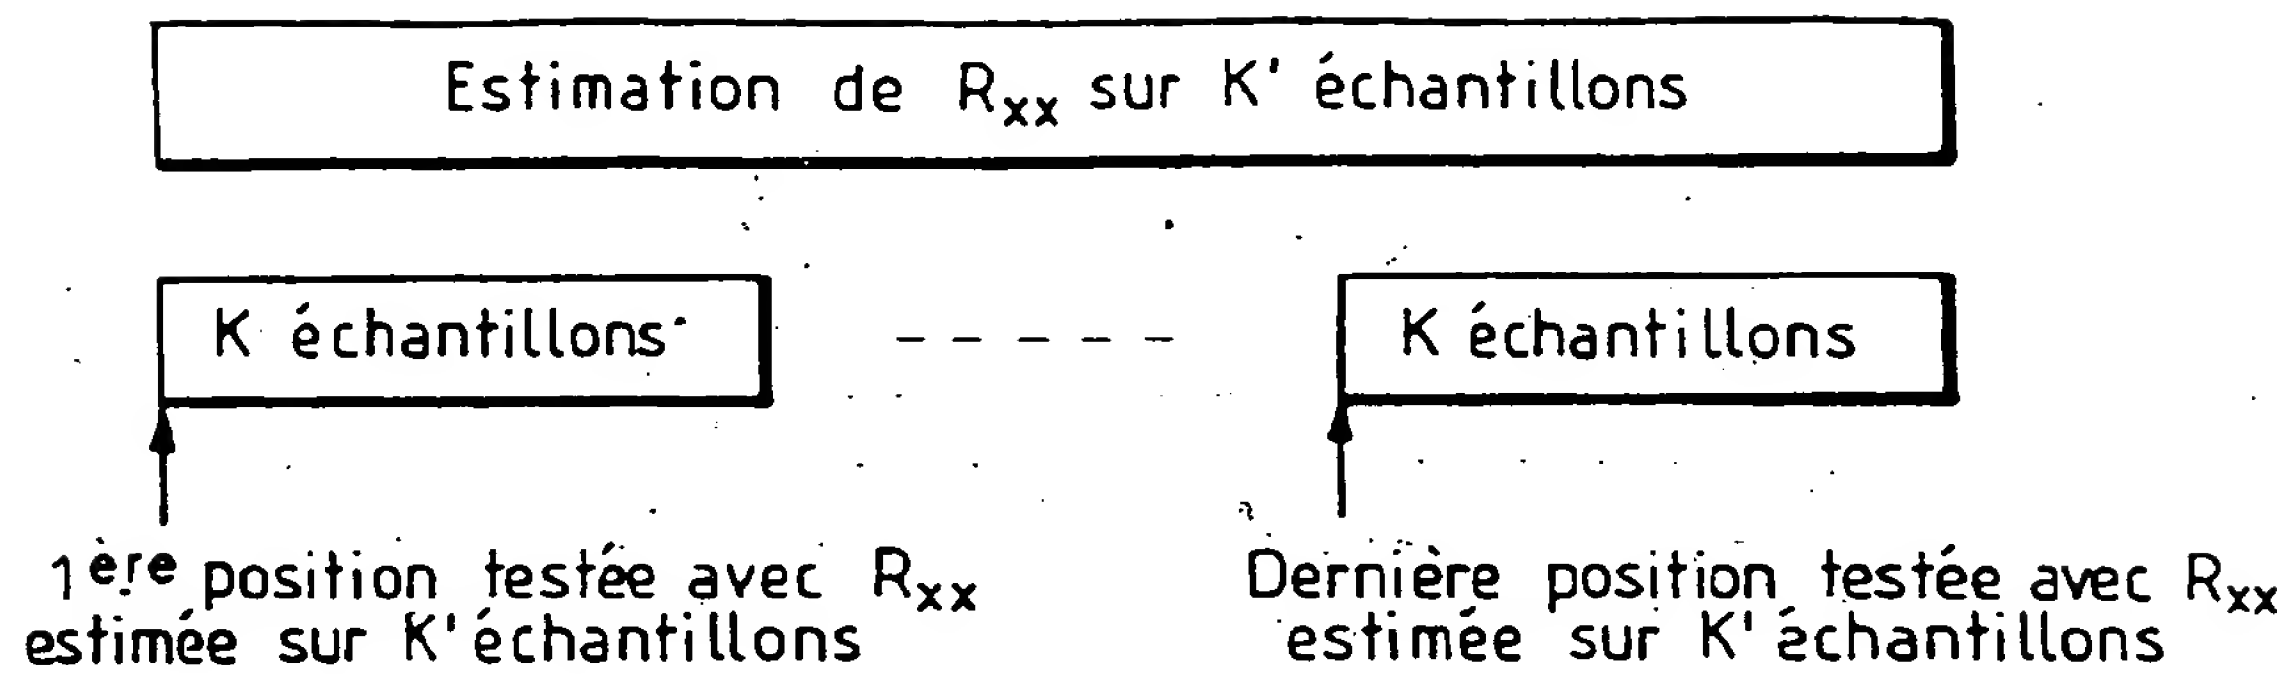 Estimation de Rxx sur K' échantillons
K échantillons
K échantillons
1ère position testée avec Rxx
estimée sur K' échantillons
Dernière position testée avec Rxx
estimée sur K' échantillons